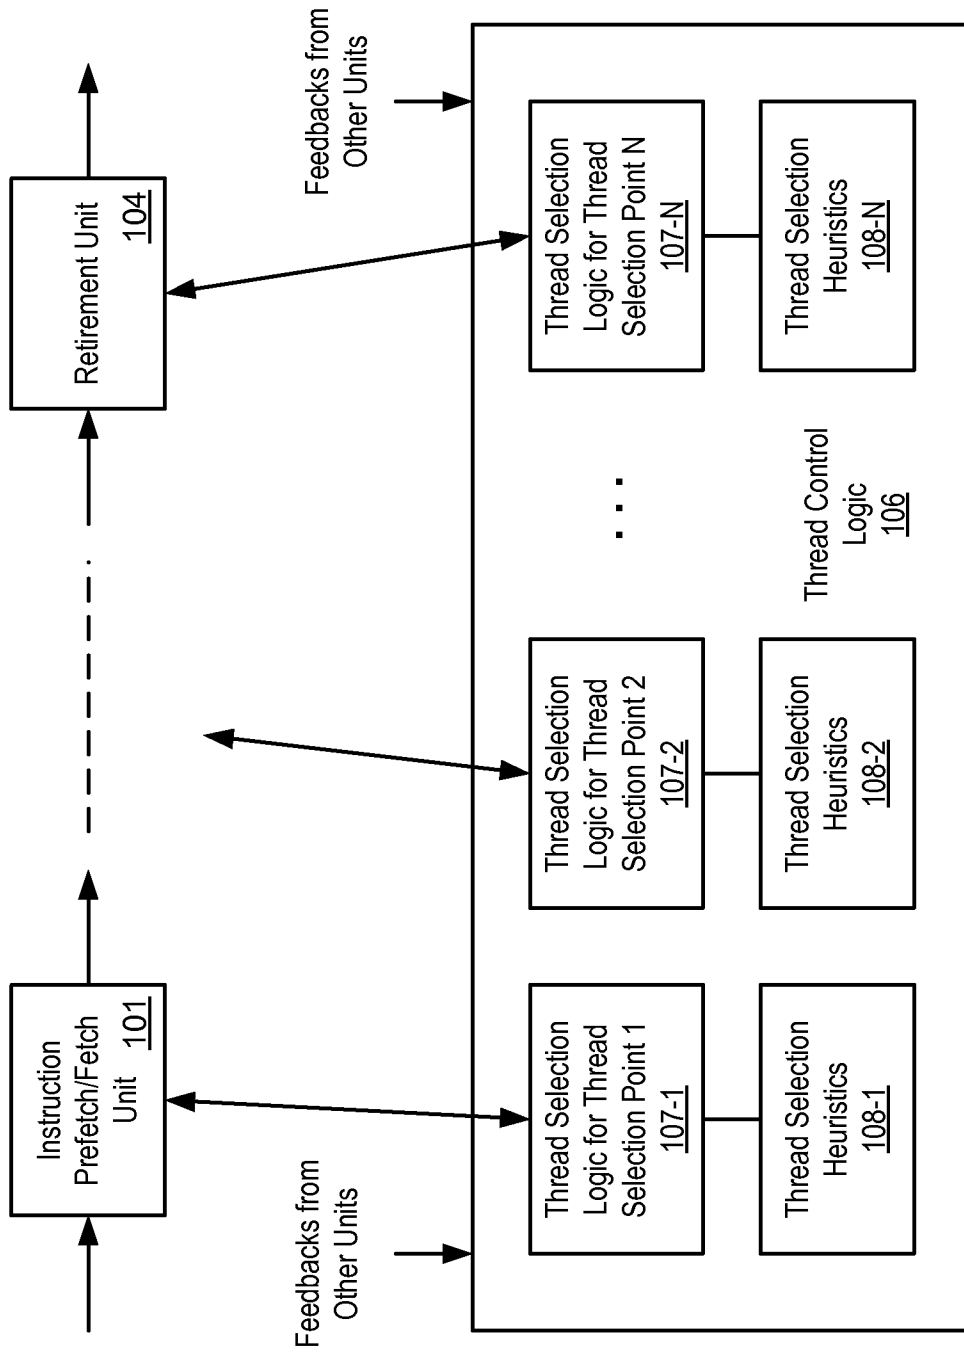 Instruction
Prefetch/Fetch
Unit
101
Retirement Unit
104
Feedbacks from
Other Units
Feedbacks from
Other Units
Thread Selection
Logic for Thread
Selection Point 1
107-1
Thread Selection
Logic for Thread
Selection Point 2
107-2
. . .
Thread Selection
Logic for Thread
Selection Point N
107-N
Thread Selection
Heuristics
108-1
Thread Selection
Heuristics
108-2
Thread Control
Logic
106
Thread Selection
Heuristics
108-N